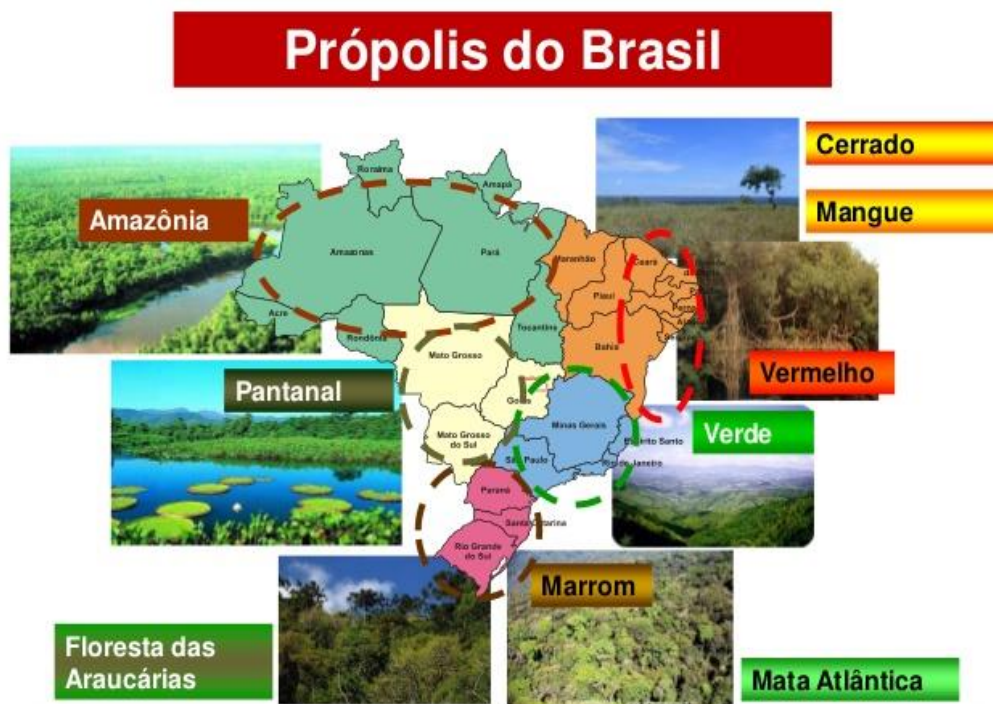 Própolis do Brasil
Cerrado
Mangue
Amazônia
Roraima
Amapá
Amazonas
Pará
Maranhão
Ceará
Piauí
Acre
Rondônia
Tocantins
Bahia
Mato Grosso
Pantanal
Goiás
Vermelho
Mato Grosso
do Sul
Minas Gerais
Espírito Santo
Verde
São Paulo
Rio de Janeiro
Paraná
Santa Catarina
Rio Grande
do Sul
Marrom
Floresta das
Araucárias
Mata Atlântica